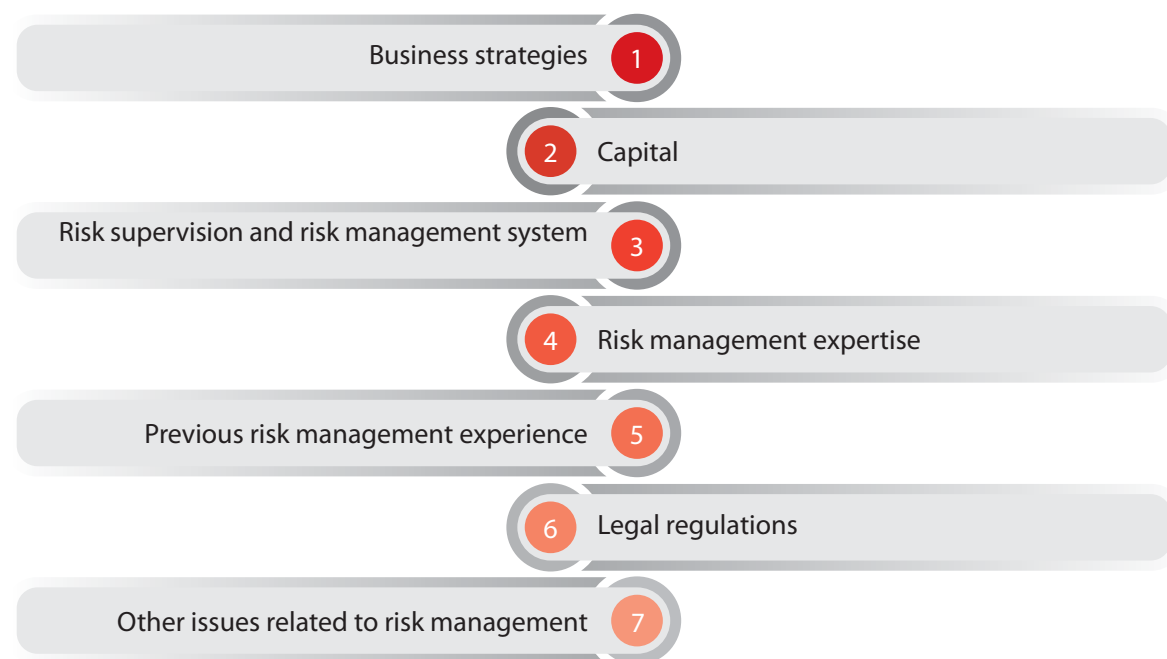 Business strategies 1
2 Capital
Risk supervision and risk management system 3
4 Risk management expertise
Previous risk management experience 5
6 Legal regulations
Other issues related to risk management 7